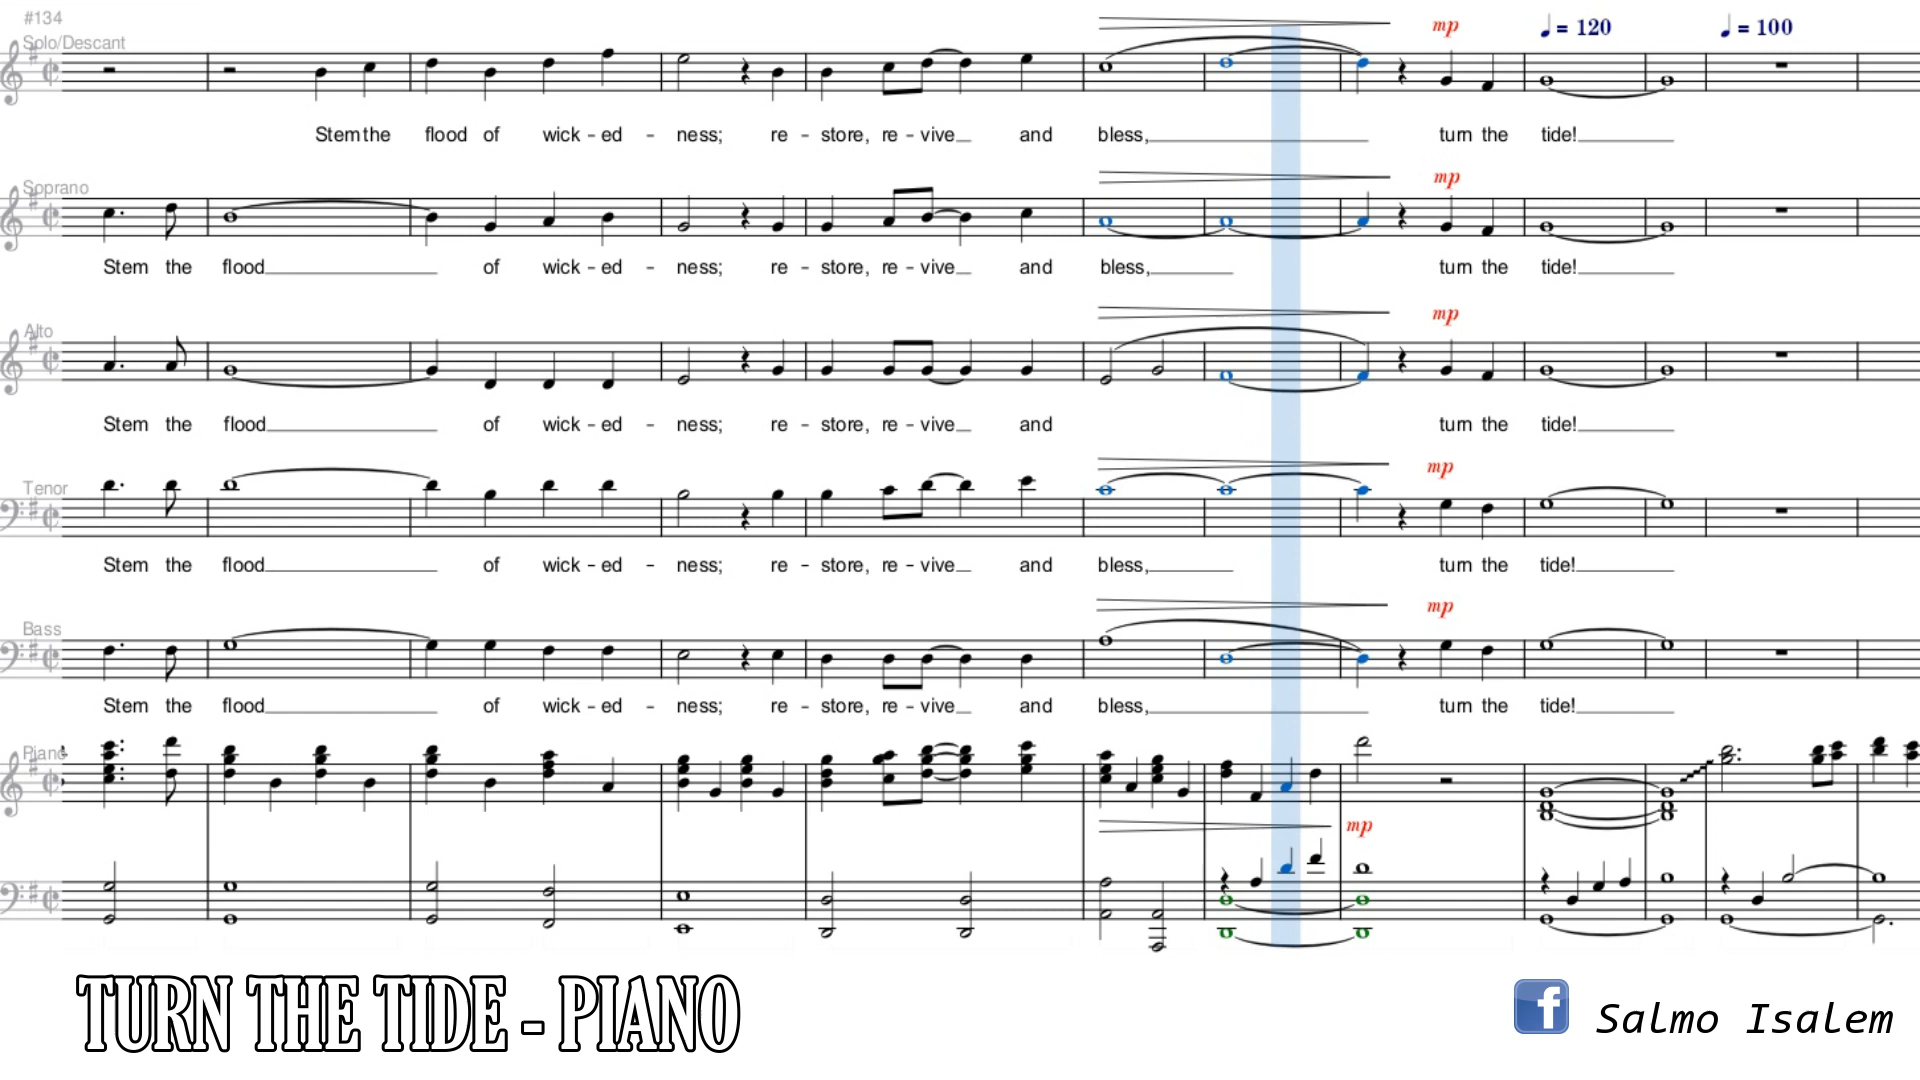 #134
Solo/Descant
mp
♩ = 120
♩ = 100
Stem the flood of wick - ed - ness; re - store, re - vive and bless, turn the tide!
Soprano
mp
Stem the flood of wick - ed - ness; re - store, re - vive and bless, turn the tide!
Alto
mp
Stem the flood of wick - ed - ness; re - store, re - vive and turn the tide!
Tenor
mp
Stem the flood of wick - ed - ness; re - store, re - vive and bless, turn the tide!
Bass
mp
Stem the flood of wick - ed - ness; re - store, re - vive and bless, turn the tide!
Piano
mp
TURN THE TIDE - PIANO
f Salmo Isalem